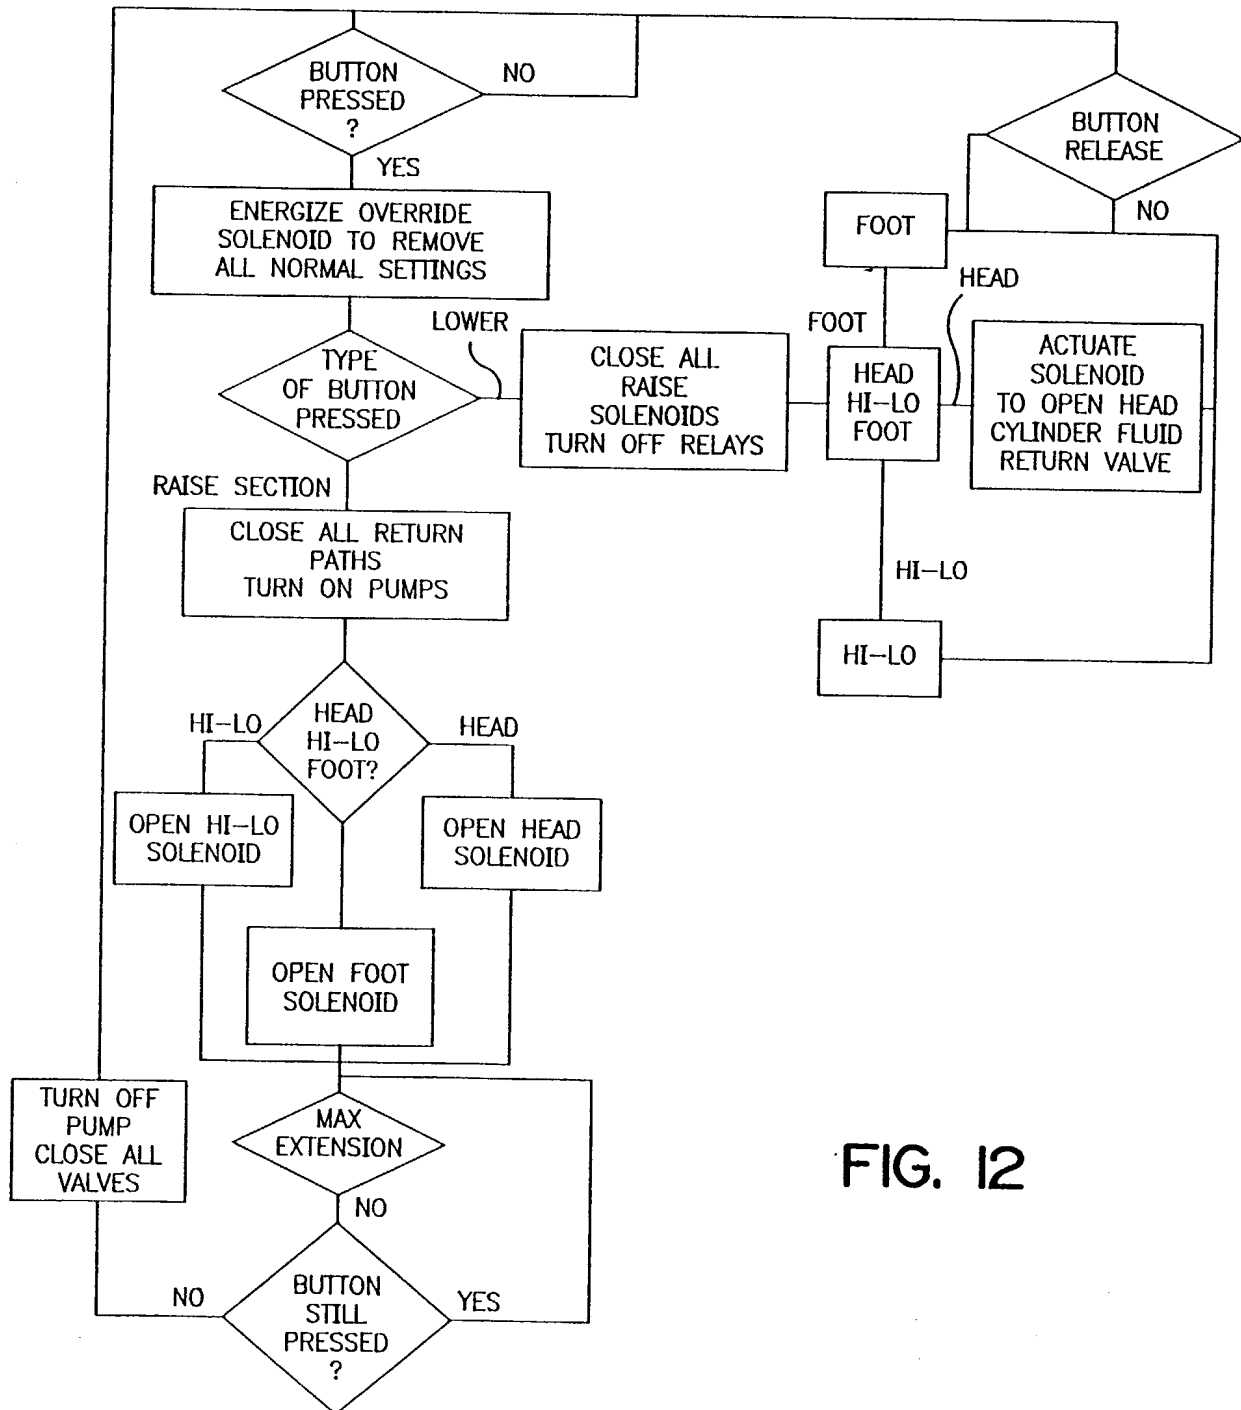 BUTTON
PRESSED
?
NO
YES
BUTTON
RELEASE
NO
ENERGIZE OVERRIDE
SOLENOID TO REMOVE
ALL NORMAL SETTINGS
FOOT
HEAD
LOWER
FOOT
TYPE
OF BUTTON
PRESSED
CLOSE ALL
RAISE
SOLENOIDS
TURN OFF RELAYS
HEAD
HI-LO
FOOT
ACTUATE
SOLENOID
TO OPEN HEAD
CYLINDER FLUID
RETURN VALVE
RAISE SECTION
CLOSE ALL RETURN
PATHS
TURN ON PUMPS
HI-LO
HI-LO
HI-LO
HEAD
HI-LO
FOOT?
HEAD
OPEN HI-LO
SOLENOID
OPEN HEAD
SOLENOID
OPEN FOOT
SOLENOID
TURN OFF
PUMP
CLOSE ALL
VALVES
MAX
EXTENSION
NO
NO
BUTTON
STILL
PRESSED
?
YES
FIG. 12